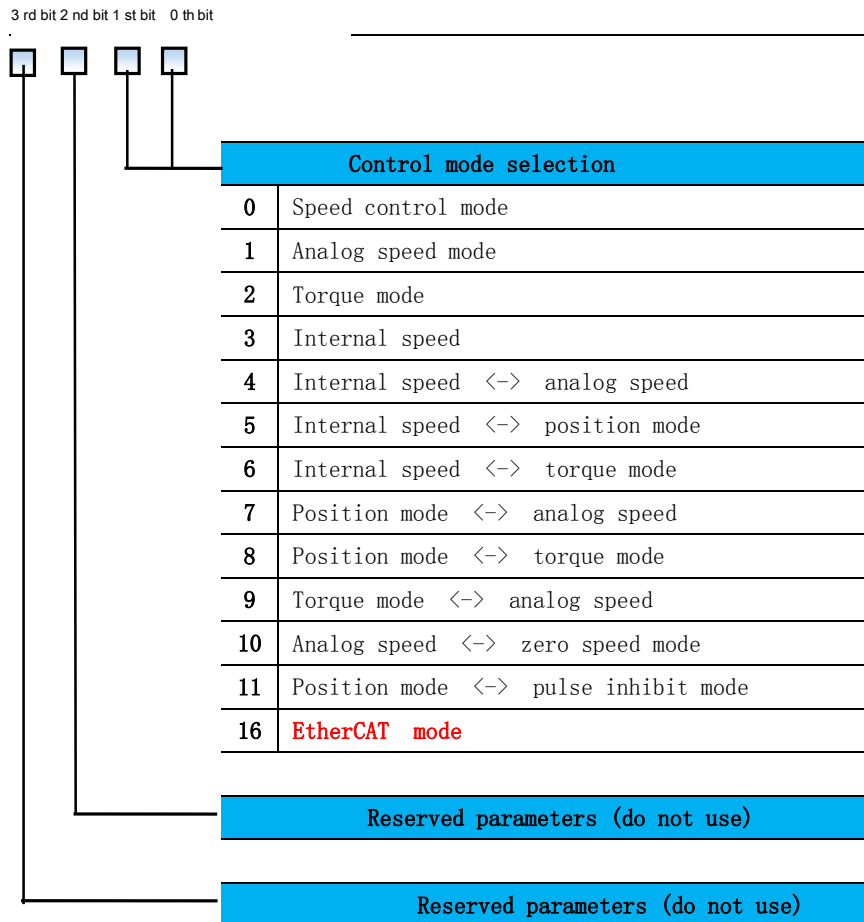 3 rd bit 2 nd bit 1 st bit 0 th bit
Control mode selection
0 Speed control mode
1 Analog speed mode
2 Torque mode
3 Internal speed
4 Internal speed <-> analog speed
5 Internal speed <-> position mode
6 Internal speed <-> torque mode
7 Position mode <-> analog speed
8 Position mode <-> torque mode
9 Torque mode <-> analog speed
10 Analog speed <-> zero speed mode
11 Position mode <-> pulse inhibit mode
16 EtherCAT mode
Reserved parameters (do not use)
Reserved parameters (do not use)